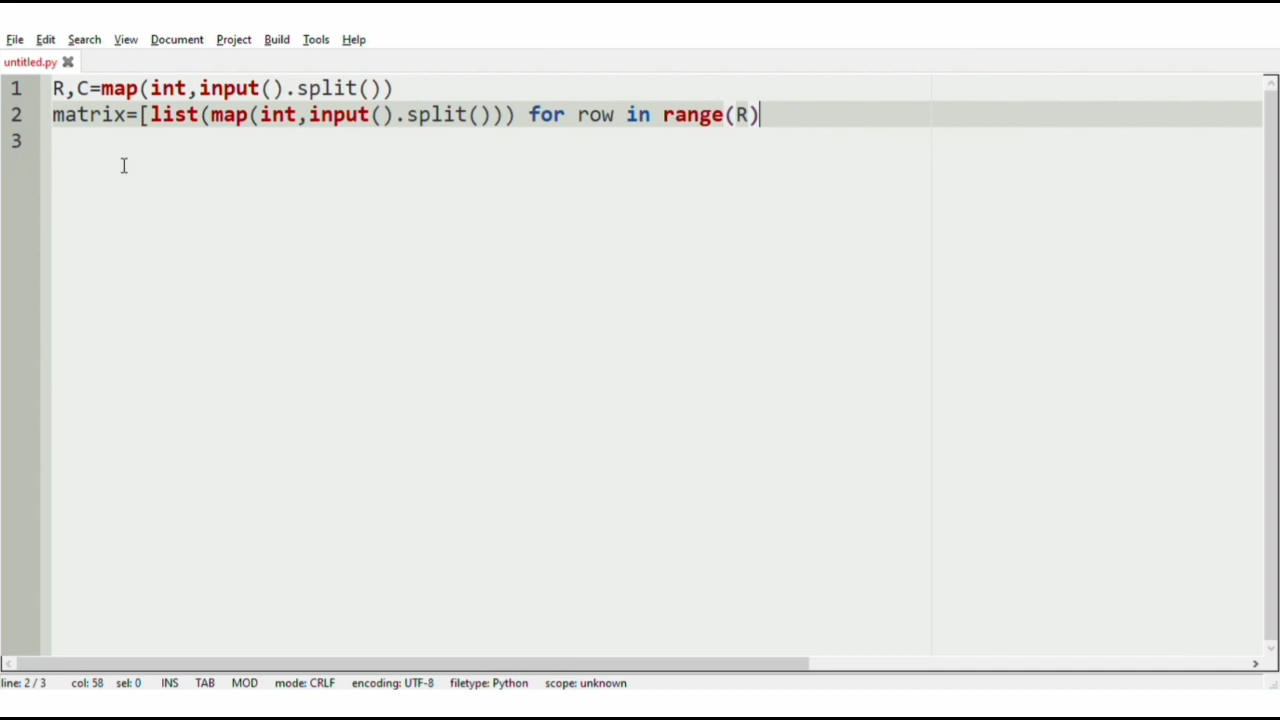 File Edit Search View Document Project Build Tools Help
untitled.py
1 R,C=map(int,input().split())
2 matrix=[list(map(int,input().split())) for row in range(R)
3
line: 2 / 3 col: 58 sel: 0 INS TAB MOD mode: CRLF encoding: UTF-8 filetype: Python scope: unknown